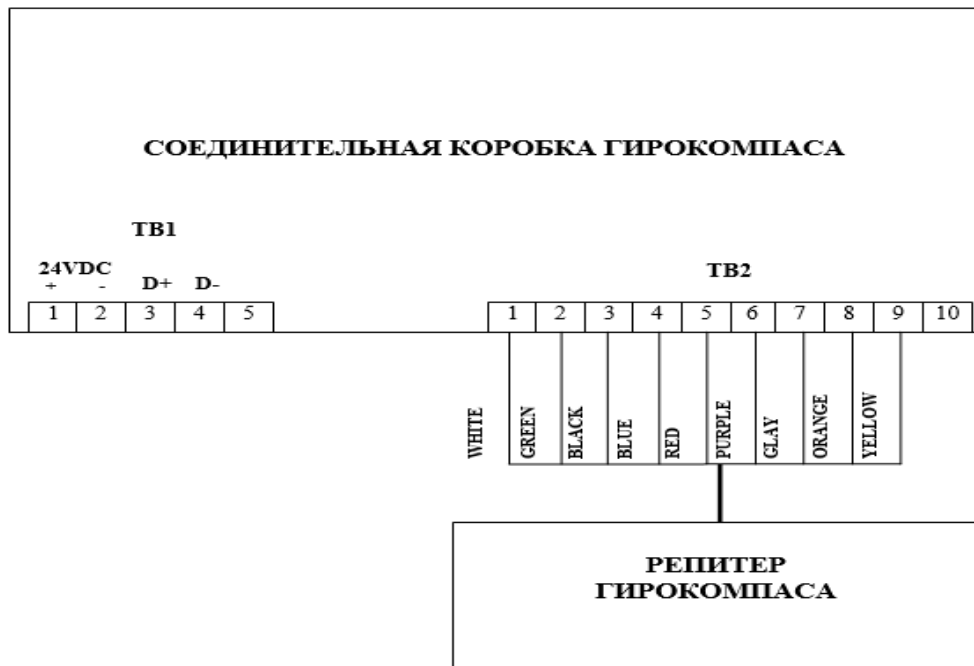 СОЕДИНИТЕЛЬНАЯ КОРОБКА ГИРОКОМПАСА
TB1
24VDC
+ - D+ D-
1 2 3 4 5
TB2
1 2 3 4 5 6 7 8 9 10
WHITE
GREEN
BLACK
BLUE
RED
PURPLE
GLAY
ORANGE
YELLOW
РЕПИТЕР
ГИРОКОМПАСА